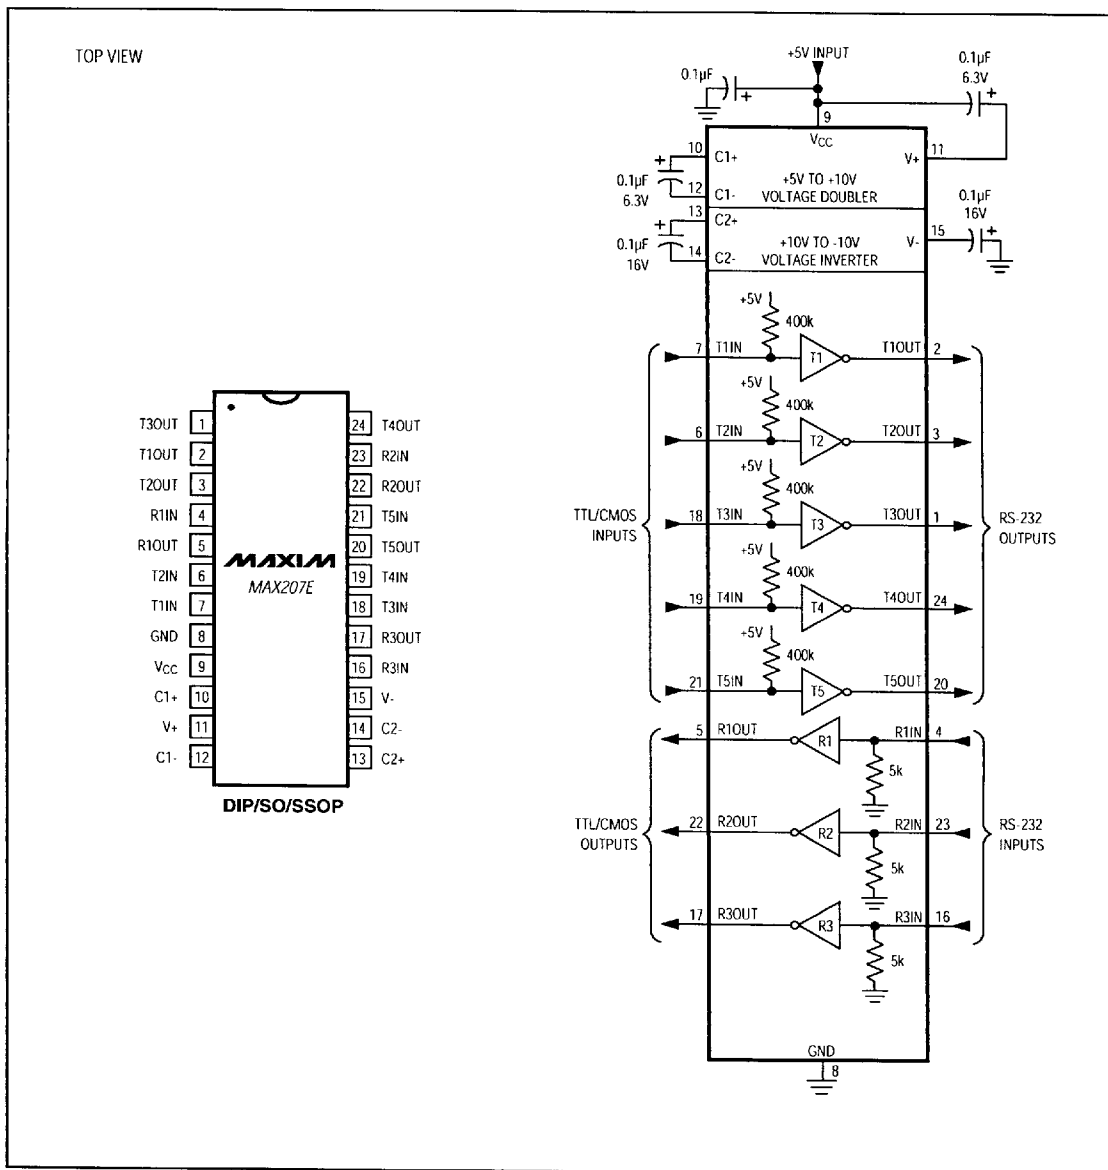 TOP VIEW
T3OUT 1
T1OUT 2
T2OUT 3
R1IN 4
R1OUT 5
T2IN 6
T1IN 7
GND 8
VCC 9
C1+ 10
V+ 11
C1- 12
24 T4OUT
23 R2IN
22 R2OUT
21 T5IN
20 T5OUT
19 T4IN
18 T3IN
17 R3OUT
16 R3IN
15 V-
14 C2-
13 C2+
MAXIM
MAX207E
DIP/SO/SSOP
+5V INPUT
0.1µF
+
0.1µF
6.3V
+
9
VCC
10 C1+
+
0.1µF
6.3V
12 C1-
+5V TO +10V
VOLTAGE DOUBLER
V+ 11
13 C2+
+
0.1µF
16V
14 C2-
+10V TO -10V
VOLTAGE INVERTER
V- 15
0.1µF
16V
+
TTL/CMOS
INPUTS
+5V
400k
7 T1IN T1 T1OUT 2
+5V
400k
6 T2IN T2 T2OUT 3
+5V
400k
18 T3IN T3 T3OUT 1
+5V
400k
19 T4IN T4 T4OUT 24
+5V
400k
21 T5IN T5 T5OUT 20
RS-232
OUTPUTS
TTL/CMOS
OUTPUTS
5 R1OUT R1 R1IN 4
5k
22 R2OUT R2 R2IN 23
5k
17 R3OUT R3 R3IN 16
5k
RS-232
INPUTS
GND
8